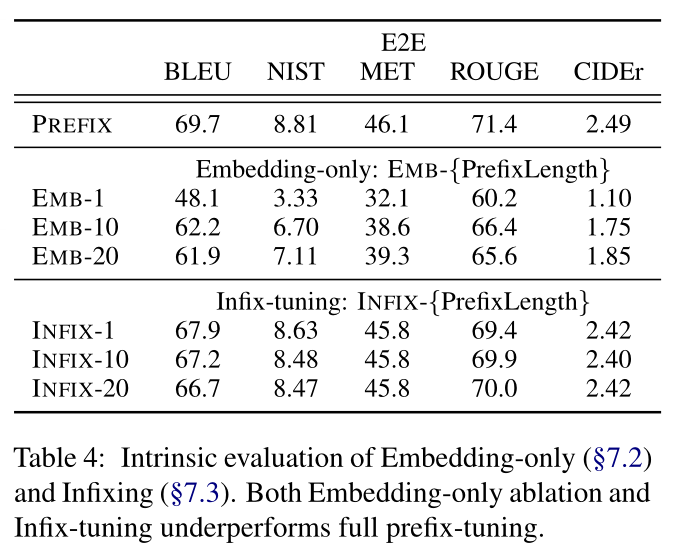 E2E
BLEU NIST MET ROUGE CIDEr
PREFIX 69.7 8.81 46.1 71.4 2.49
Embedding-only: EMB-{PrefixLength}
EMB-1 48.1 3.33 32.1 60.2 1.10
EMB-10 62.2 6.70 38.6 66.4 1.75
EMB-20 61.9 7.11 39.3 65.6 1.85
Infix-tuning: INFIX-{PrefixLength}
INFIX-1 67.9 8.63 45.8 69.4 2.42
INFIX-10 67.2 8.48 45.8 69.9 2.40
INFIX-20 66.7 8.47 45.8 70.0 2.42
Table 4: Intrinsic evaluation of Embedding-only (§7.2)
and Infixing (§7.3). Both Embedding-only ablation and
Infix-tuning underperforms full prefix-tuning.